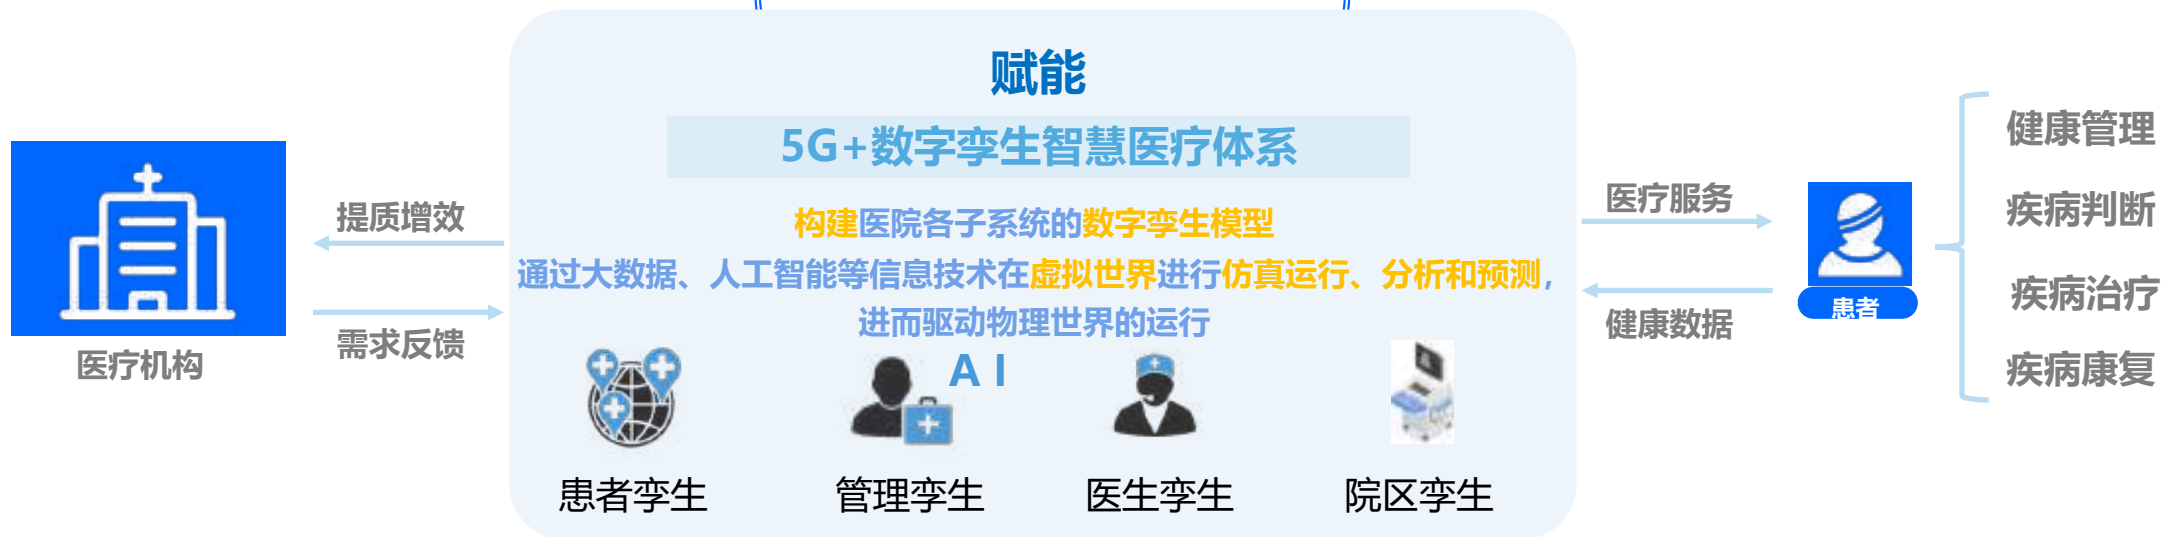 赋能
5G+数字孪生智慧医疗体系
构建医院各子系统的数字孪生模型
通过大数据、人工智能等信息技术在虚拟世界进行仿真运行、分析和预测,
进而驱动物理世界的运行
AI
患者孪生
管理孪生
医生孪生
院区孪生
提质增效
需求反馈
医疗机构
医疗服务
健康数据
患者
健康管理
疾病判断
疾病治疗
疾病康复